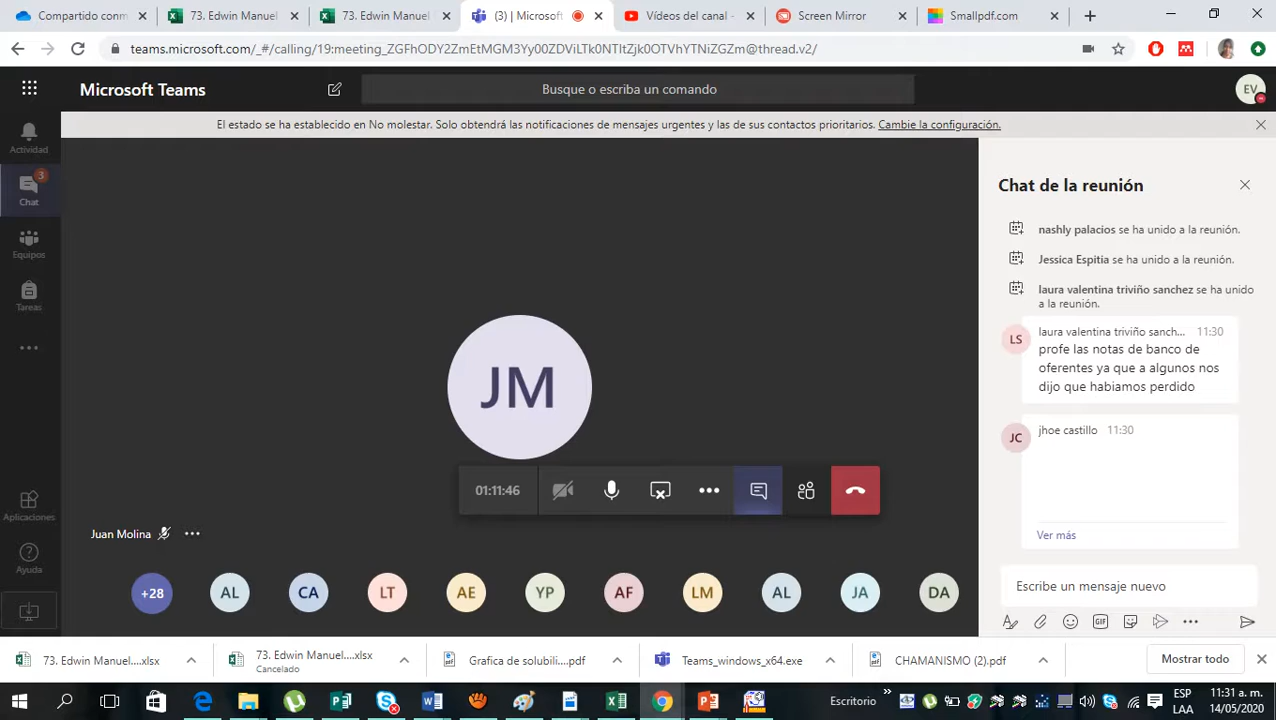 Compartido conm
73. Edwin Manuel
73. Edwin Manuel
(3) | Microsoft
Vídeos del canal -
Screen Mirror
Smallpdf.com
teams.microsoft.com/_#/calling/19:meeting_ZGFhODY2ZmEtMGM3Yy00ZDViLTk0NTItZjk0OTVhYTNiZGZm@thread.v2/
Microsoft Teams
Busque o escriba un comando
EV
El estado se ha establecido en No molestar. Solo obtendrá las notificaciones de mensajes urgentes y las de sus contactos prioritarios. Cambie la configuración.
Actividad
3
Chat
Equipos
Tareas
Aplicaciones
Ayuda
JM
01:11:46
Juan Molina
+28
AL
CA
LT
AE
YP
AF
LM
AL
JA
DA
Chat de la reunión
nashly palacios se ha unido a la reunión.
Jessica Espitia se ha unido a la reunión.
laura valentina triviño sanchez se ha unido
a la reunión.
LS
laura valentina triviño sanch... 11:30
profe las notas de banco de
oferentes ya que a algunos nos
dijo que habiamos perdido
JC
jhoe castillo 11:30
Ver más
Escribe un mensaje nuevo
GIF
73. Edwin Manuel....xlsx
73. Edwin Manuel....xlsx
Cancelado
Grafica de solubili....pdf
Teams_windows_x64.exe
CHAMANISMO (2).pdf
Mostrar todo
Escritorio
ESP
LAA
11:31 a. m.
14/05/2020